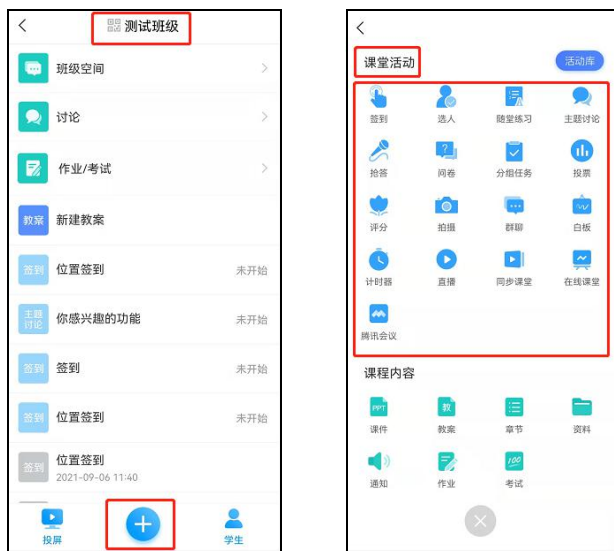 测试班级
班级空间
讨论
作业/考试
教案
新建教案
签到
位置签到
未开始
主题
讨论
你感兴趣的功能
未开始
签到
签到
未开始
签到
位置签到
未开始
签到
位置签到
2021-09-06 11:40
投屏
学生
课堂活动
活动库
签到
选人
随堂练习
主题讨论
抢答
问卷
分组任务
投票
评分
拍摄
群聊
白板
计时器
直播
同步课堂
在线课堂
腾讯会议
课程内容
PPT
教
课件
教案
章节
资料
100
通知
作业
考试